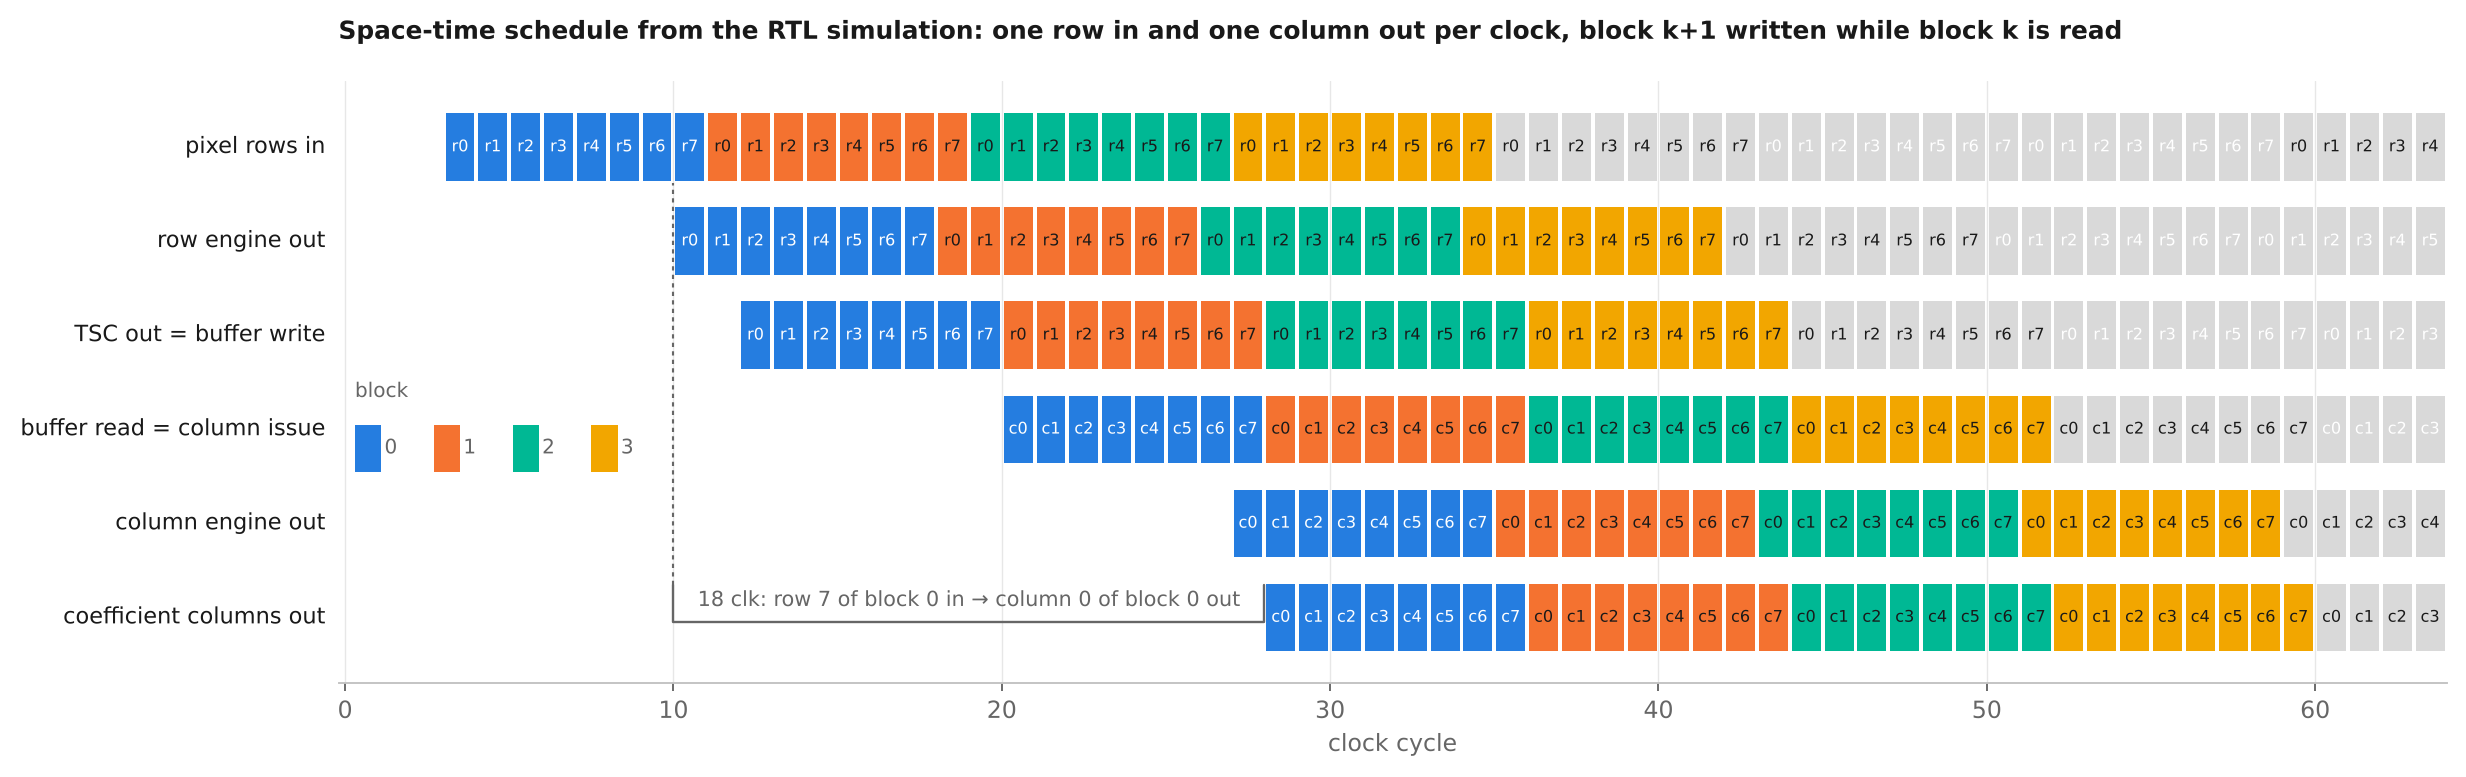 Space-time schedule from the RTL simulation: one row in and one column out per clock, block k+1 written while block k is read
pixel rows in r0 r1 r2 r3 r4 r5 r6 r7 r0 r1 r2 r3 r4 r5 r6 r7 r0 r1 r2 r3 r4 r5 r6 r7 r0 r1 r2 r3 r4 r5 r6 r7 r0 r1 r2 r3 r4 r5 r6 r7 r0 r1 r2 r3 r4 r5 r6 r7 r0 r1 r2 r3 r4 r5 r6 r7 r0 r1 r2 r3 r4
row engine out r0 r1 r2 r3 r4 r5 r6 r7 r0 r1 r2 r3 r4 r5 r6 r7 r0 r1 r2 r3 r4 r5 r6 r7 r0 r1 r2 r3 r4 r5 r6 r7 r0 r1 r2 r3 r4 r5 r6 r7 r0 r1 r2 r3 r4 r5 r6 r7 r0 r1 r2 r3 r4 r5
TSC out = buffer write r0 r1 r2 r3 r4 r5 r6 r7 r0 r1 r2 r3 r4 r5 r6 r7 r0 r1 r2 r3 r4 r5 r6 r7 r0 r1 r2 r3 r4 r5 r6 r7 r0 r1 r2 r3 r4 r5 r6 r7 r0 r1 r2 r3 r4 r5 r6 r7 r0 r1 r2 r3
block
0 1 2 3
buffer read = column issue c0 c1 c2 c3 c4 c5 c6 c7 c0 c1 c2 c3 c4 c5 c6 c7 c0 c1 c2 c3 c4 c5 c6 c7 c0 c1 c2 c3 c4 c5 c6 c7 c0 c1 c2 c3 c4 c5 c6 c7 c0 c1 c2 c3
column engine out c0 c1 c2 c3 c4 c5 c6 c7 c0 c1 c2 c3 c4 c5 c6 c7 c0 c1 c2 c3 c4 c5 c6 c7 c0 c1 c2 c3 c4 c5 c6 c7 c0 c1 c2 c3 c4
18 clk: row 7 of block 0 in → column 0 of block 0 out
coefficient columns out c0 c1 c2 c3 c4 c5 c6 c7 c0 c1 c2 c3 c4 c5 c6 c7 c0 c1 c2 c3 c4 c5 c6 c7 c0 c1 c2 c3 c4 c5 c6 c7 c0 c1 c2 c3
0 10 20 30 40 50 60
clock cycle